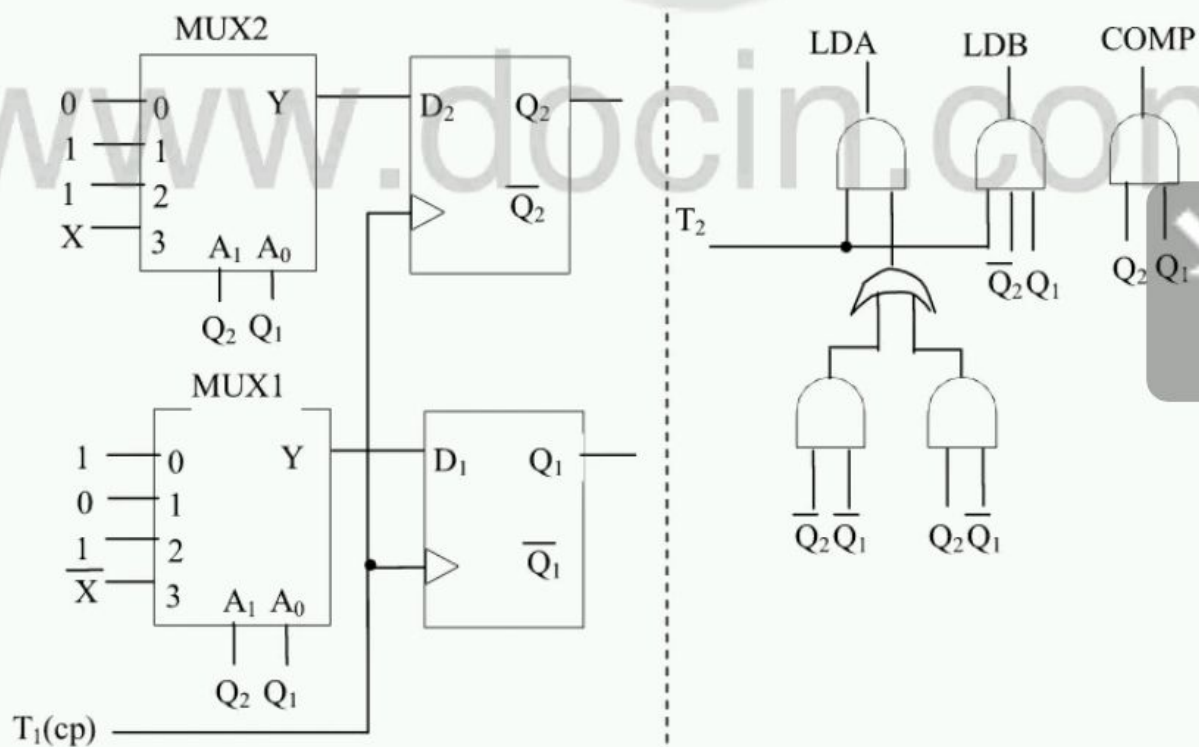 MUX2
LDA LDB COMP
www.docin.com
0 0 Y D₂ Q₂
1 1
1 2 Q̅₂
X 3 T₂
A₁ A₀
Q̅₂ Q₁ Q₂ Q₁
Q₂ Q₁
MUX1
1 0 Y D₁ Q₁
0 1
1 2 Q̅₁
X̅ 3
Q̅₂ Q̅₁ Q₂ Q̅₁
A₁ A₀
Q₂ Q₁
T₁(cp)